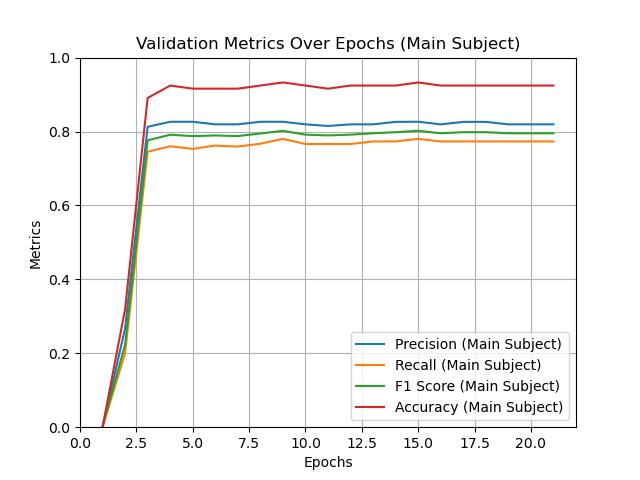 Validation Metrics Over Epochs (Main Subject)
1.0
0.8
0.6
0.4
0.2
0.0
Metrics
Precision (Main Subject)
Recall (Main Subject)
F1 Score (Main Subject)
Accuracy (Main Subject)
0.0 2.5 5.0 7.5 10.0 12.5 15.0 17.5 20.0
Epochs